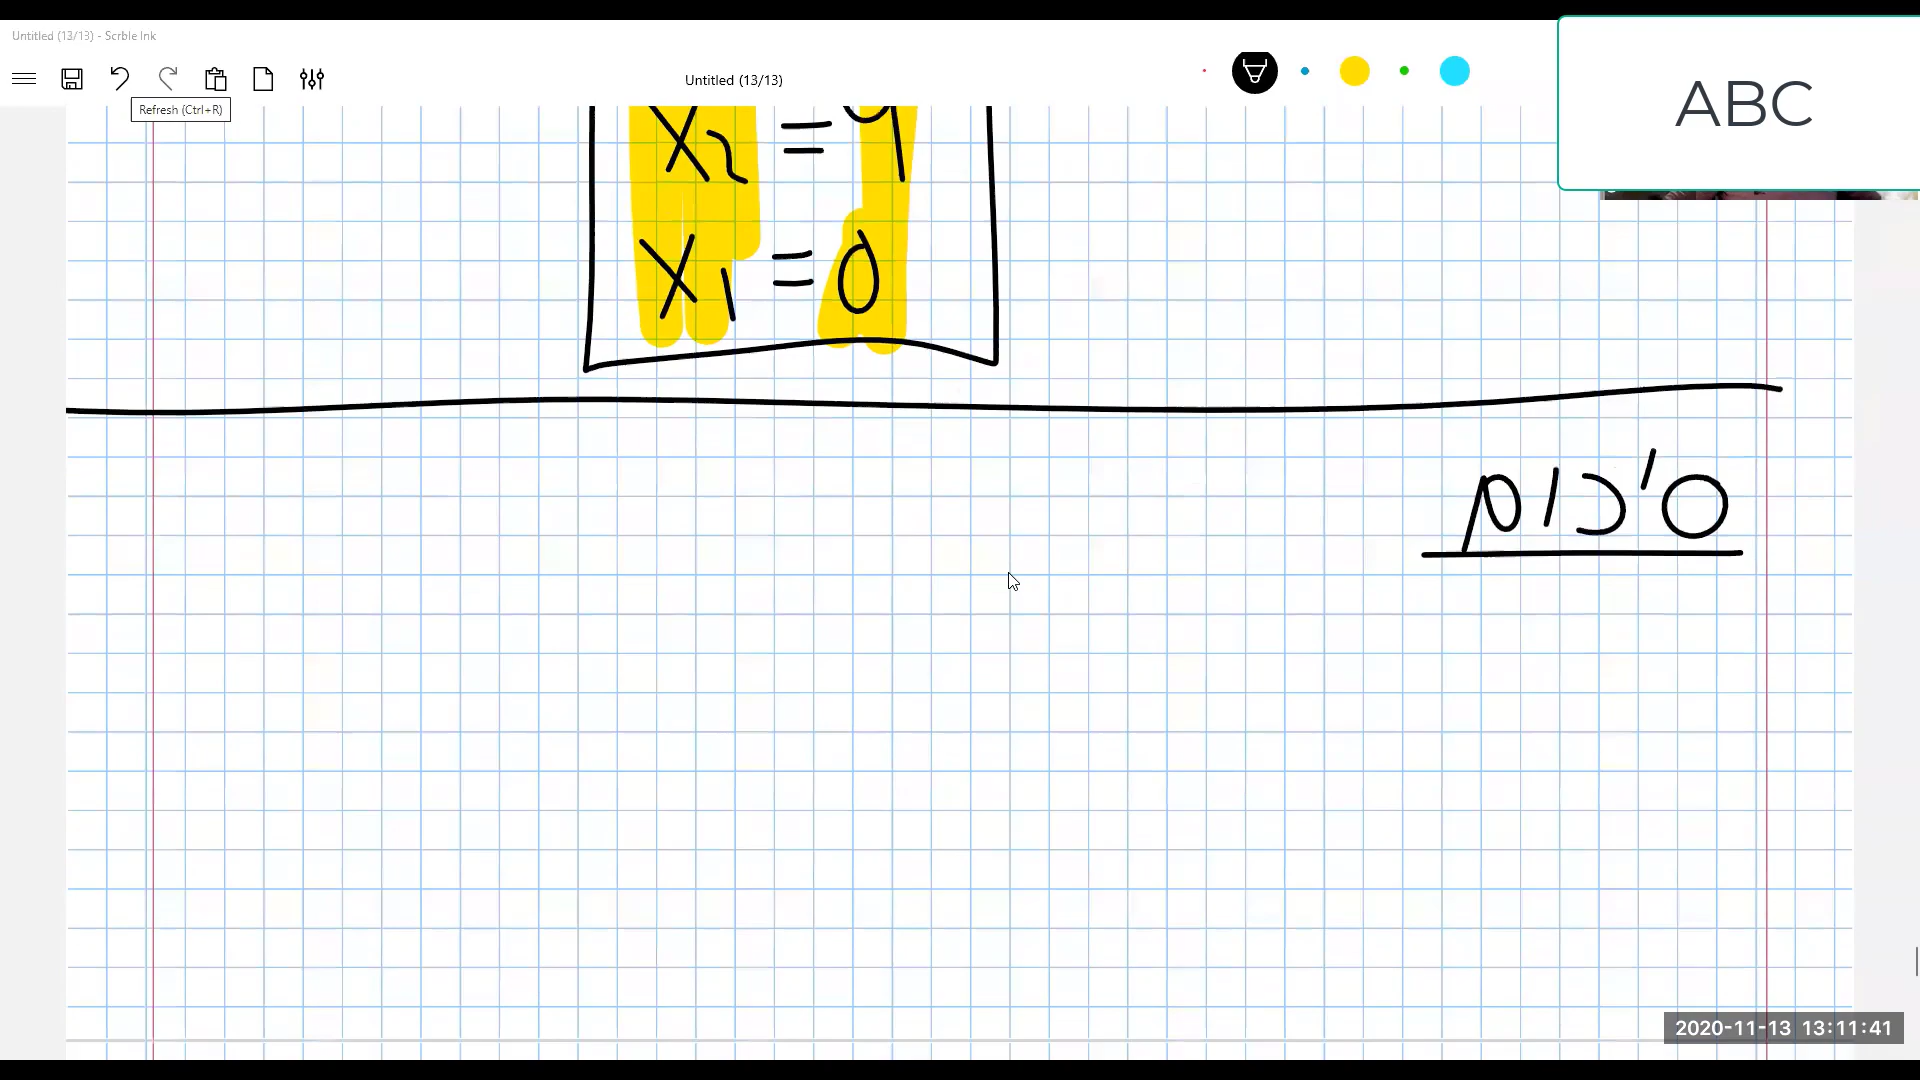 Untitled (13/13) - Scrble Ink
Untitled (13/13)
ABC
Refresh (Ctrl+R)
X2 = 9
X1 = 0
סיכום
2020-11-13 13:11:41